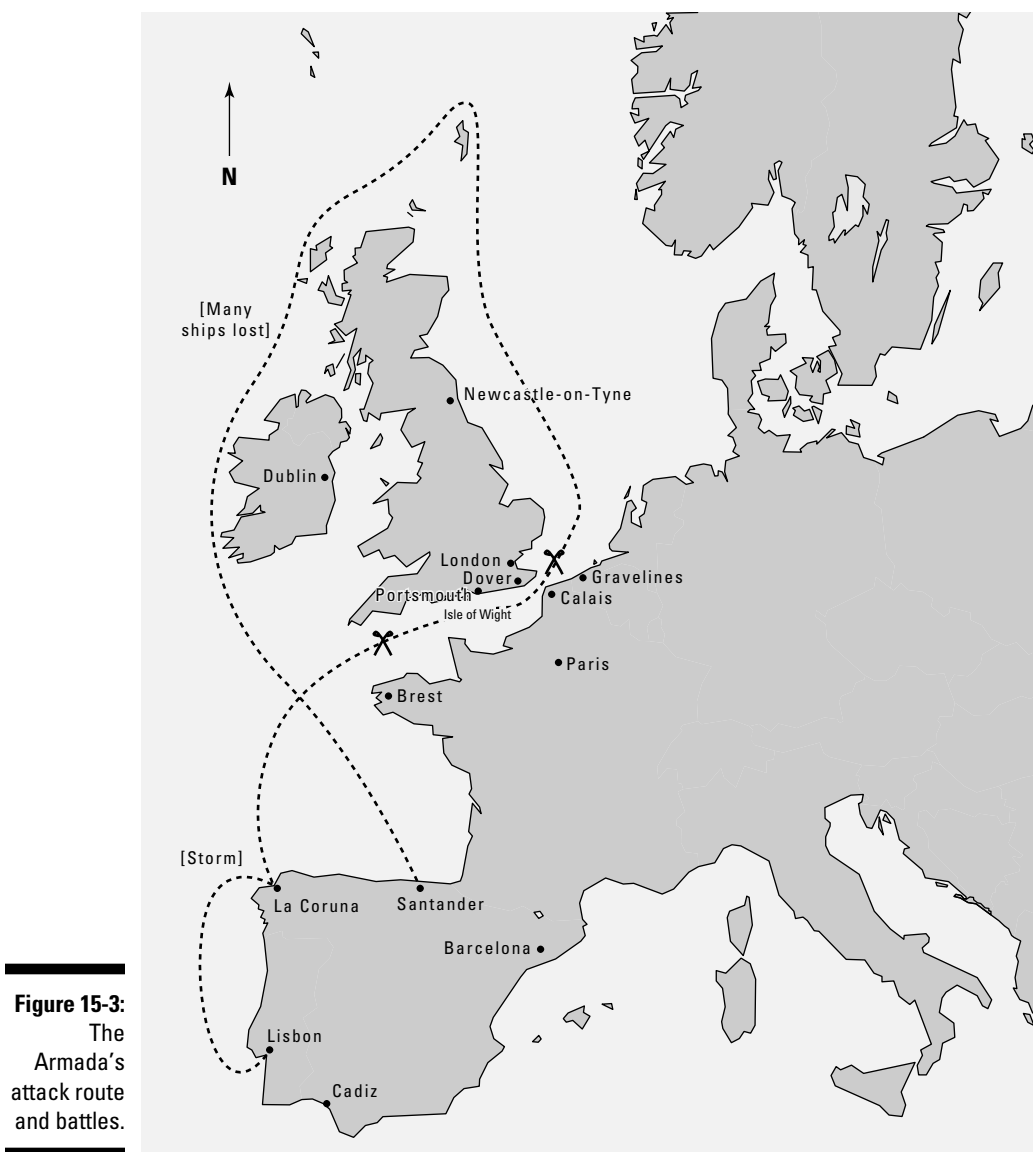 N
[Many
ships lost]
Newcastle-on-Tyne
Dublin
London
Dover
Gravelines
Portsmouth
Calais
Isle of Wight
Paris
Brest
[Storm]
La Coruna
Santander
Barcelona
Lisbon
Cadiz
Figure 15-3:
The
Armada's
attack route
and battles.